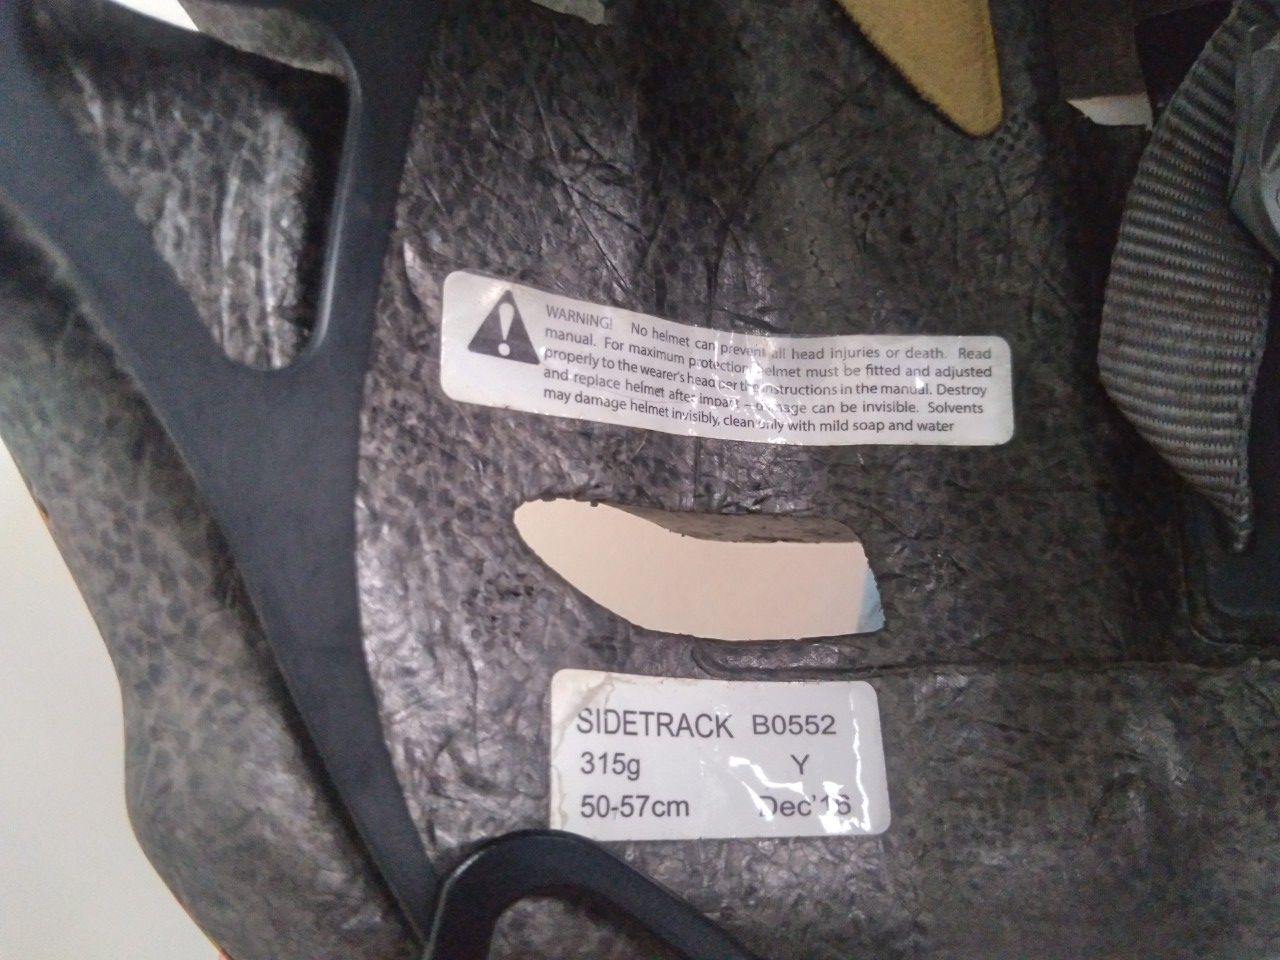 WARNING! No helmet can prevent all head injuries or death. Read
manual. For maximum protection helmet must be fitted and adjusted
properly to the wearer's head per the instructions in the manual. Destroy
and replace helmet after impact – damage can be invisible. Solvents
may damage helmet invisibly, clean only with mild soap and water
SIDETRACK B0552
315g Y
50-57cm Dec'16